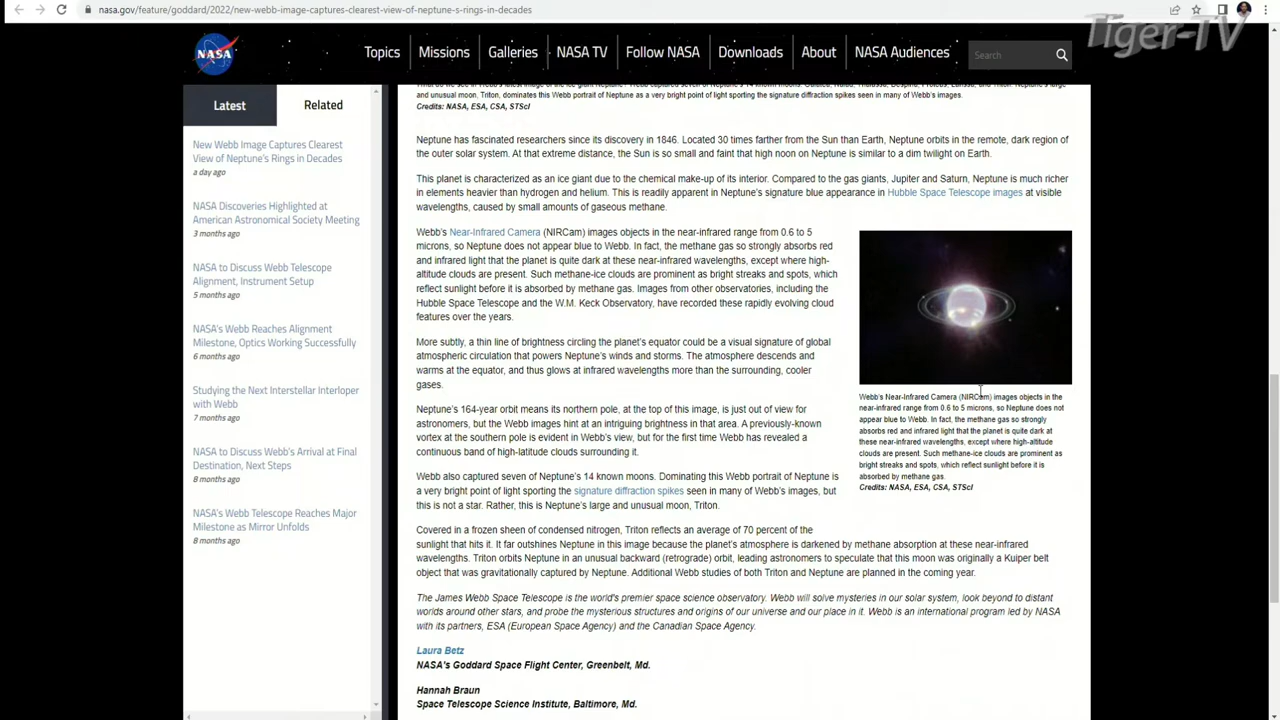 nasa.gov/feature/goddard/2022/new-webb-image-captures-clearest-view-of-neptune-s-rings-in-decades
Tiger-TV
NASA
Topics
Missions
Galleries
NASA TV
Follow NASA
Downloads
About
NASA Audiences
Search
Latest
Related
New Webb Image Captures Clearest
View of Neptune's Rings in Decades
a day ago
NASA Discoveries Highlighted at
American Astronomical Society Meeting
3 months ago
NASA to Discuss Webb Telescope
Alignment, Instrument Setup
5 months ago
NASA's Webb Reaches Alignment
Milestone, Optics Working Successfully
6 months ago
Studying the Next Interstellar Interloper
with Webb
7 months ago
NASA to Discuss Webb's Arrival at Final
Destination, Next Steps
8 months ago
NASA's Webb Telescope Reaches Major
Milestone as Mirror Unfolds
8 months ago
and unusual moon, Triton, dominates this Webb portrait of Neptune as a very bright point of light sporting the signature diffraction spikes seen in many of Webb's images.
Credits: NASA, ESA, CSA, STScI
Neptune has fascinated researchers since its discovery in 1846. Located 30 times farther from the Sun than Earth, Neptune orbits in the remote, dark region of
the outer solar system. At that extreme distance, the Sun is so small and faint that high noon on Neptune is similar to a dim twilight on Earth.
This planet is characterized as an ice giant due to the chemical make-up of its interior. Compared to the gas giants, Jupiter and Saturn, Neptune is much richer
in elements heavier than hydrogen and helium. This is readily apparent in Neptune's signature blue appearance in Hubble Space Telescope images at visible
wavelengths, caused by small amounts of gaseous methane.
Webb's Near-Infrared Camera (NIRCam) images objects in the near-infrared range from 0.6 to 5
microns, so Neptune does not appear blue to Webb. In fact, the methane gas so strongly absorbs red
and infrared light that the planet is quite dark at these near-infrared wavelengths, except where high-
altitude clouds are present. Such methane-ice clouds are prominent as bright streaks and spots, which
reflect sunlight before it is absorbed by methane gas. Images from other observatories, including the
Hubble Space Telescope and the W.M. Keck Observatory, have recorded these rapidly evolving cloud
features over the years.
More subtly, a thin line of brightness circling the planet's equator could be a visual signature of global
atmospheric circulation that powers Neptune's winds and storms. The atmosphere descends and
warms at the equator, and thus glows at infrared wavelengths more than the surrounding, cooler
gases.
Neptune's 164-year orbit means its northern pole, at the top of this image, is just out of view for
astronomers, but the Webb images hint at an intriguing brightness in that area. A previously-known
vortex at the southern pole is evident in Webb's view, but for the first time Webb has revealed a
continuous band of high-latitude clouds surrounding it.
Webb also captured seven of Neptune's 14 known moons. Dominating this Webb portrait of Neptune is
a very bright point of light sporting the signature diffraction spikes seen in many of Webb's images, but
this is not a star. Rather, this is Neptune's large and unusual moon, Triton.
Covered in a frozen sheen of condensed nitrogen, Triton reflects an average of 70 percent of the
sunlight that hits it. It far outshines Neptune in this image because the planet's atmosphere is darkened by methane absorption at these near-infrared
wavelengths. Triton orbits Neptune in an unusual backward (retrograde) orbit, leading astronomers to speculate that this moon was originally a Kuiper belt
object that was gravitationally captured by Neptune. Additional Webb studies of both Triton and Neptune are planned in the coming year.
The James Webb Space Telescope is the world's premier space science observatory. Webb will solve mysteries in our solar system, look beyond to distant
worlds around other stars, and probe the mysterious structures and origins of our universe and our place in it. Webb is an international program led by NASA
with its partners, ESA (European Space Agency) and the Canadian Space Agency.
Laura Betz
NASA's Goddard Space Flight Center, Greenbelt, Md.
Hannah Braun
Space Telescope Science Institute, Baltimore, Md.
Webb's Near-Infrared Camera (NIRCam) images objects in the
near-infrared range from 0.6 to 5 microns, so Neptune does not
appear blue to Webb. In fact, the methane gas so strongly
absorbs red and infrared light that the planet is quite dark at
these near-infrared wavelengths, except where high-altitude
clouds are present. Such methane-ice clouds are prominent as
bright streaks and spots, which reflect sunlight before it is
absorbed by methane gas.
Credits: NASA, ESA, CSA, STScI